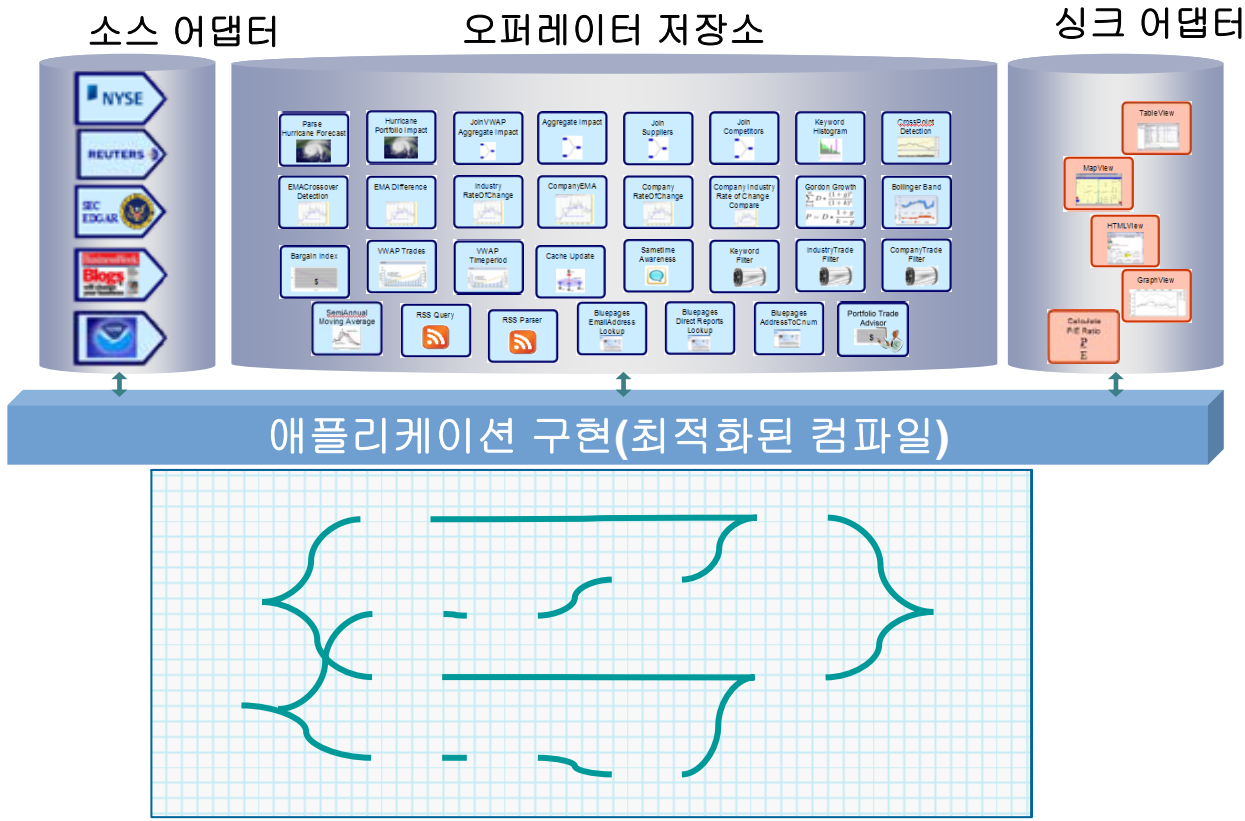 소스 어댑터
오퍼레이터 저장소
싱크 어댑터
NYSE
REUTERS
SEC
EDGAR
Blogs
Parse
Hurricane Forecast
Hurricane
Portfolio Impact
JoinVWAP
Aggregate Impact
Aggregate Impact
Join
Suppliers
Join
Competitors
Keyword
Histogram
CrossPoint
Detection
EMACrossover
Detection
EMA Difference
Industry
RateOfChange
CompanyEMA
Company
RateOfChange
Company Industry
Rate of Change
Compare
Gordon Growth
Bollinger Band
Bargain Index
$
VWAP Trades
VWAP
Timeperiod
Cache Update
Sametime
Awareness
Keyword
Filter
IndustryTrade
Filter
CompanyTrade
Filter
SemiAnnual
Moving Average
RSS Query
RSS Parser
Bluepages
EmailAddress
Lookup
Bluepages
Direct Reports
Lookup
Bluepages
AddressToCnum
Portfolio Trade
Advisor
$
TableView
MapView
HTMLView
GraphView
Calculate
P/E Ratio
P
E
애플리케이션 구현(최적화된 컴파일)